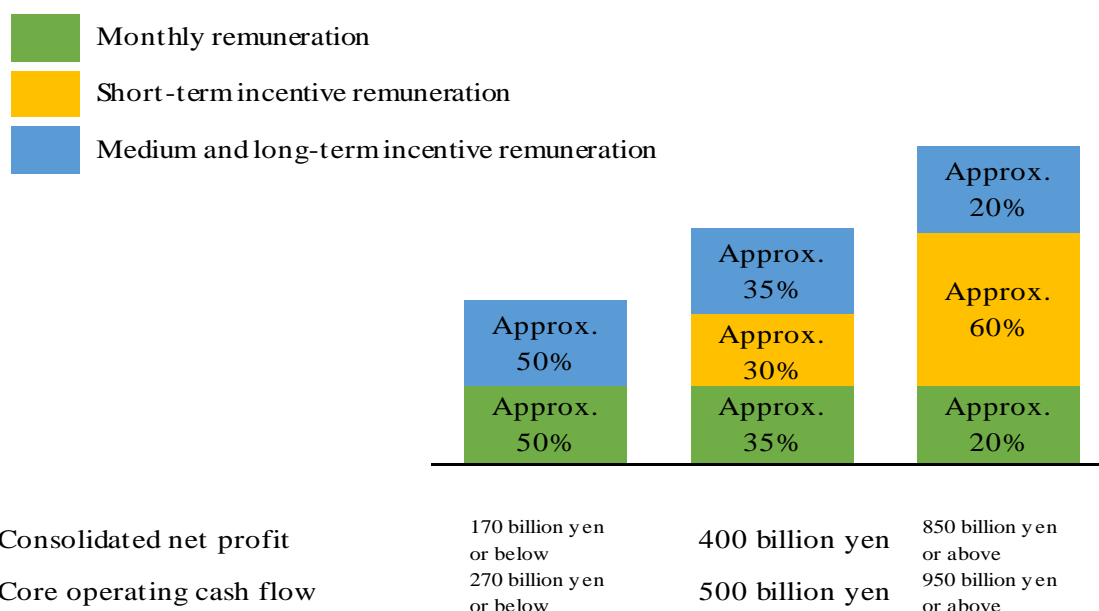 Monthly remuneration
Short-term incentive remuneration
Medium and long-term incentive remuneration
Approx.
20%
Approx.
35%
Approx.
60%
Approx.
50%
Approx.
30%
Approx.
50%
Approx.
35%
Approx.
20%
Consolidated net profit
170 billion yen
or below
400 billion yen
850 billion yen
or above
Core operating cash flow
270 billion yen
or below
500 billion yen
950 billion yen
or above